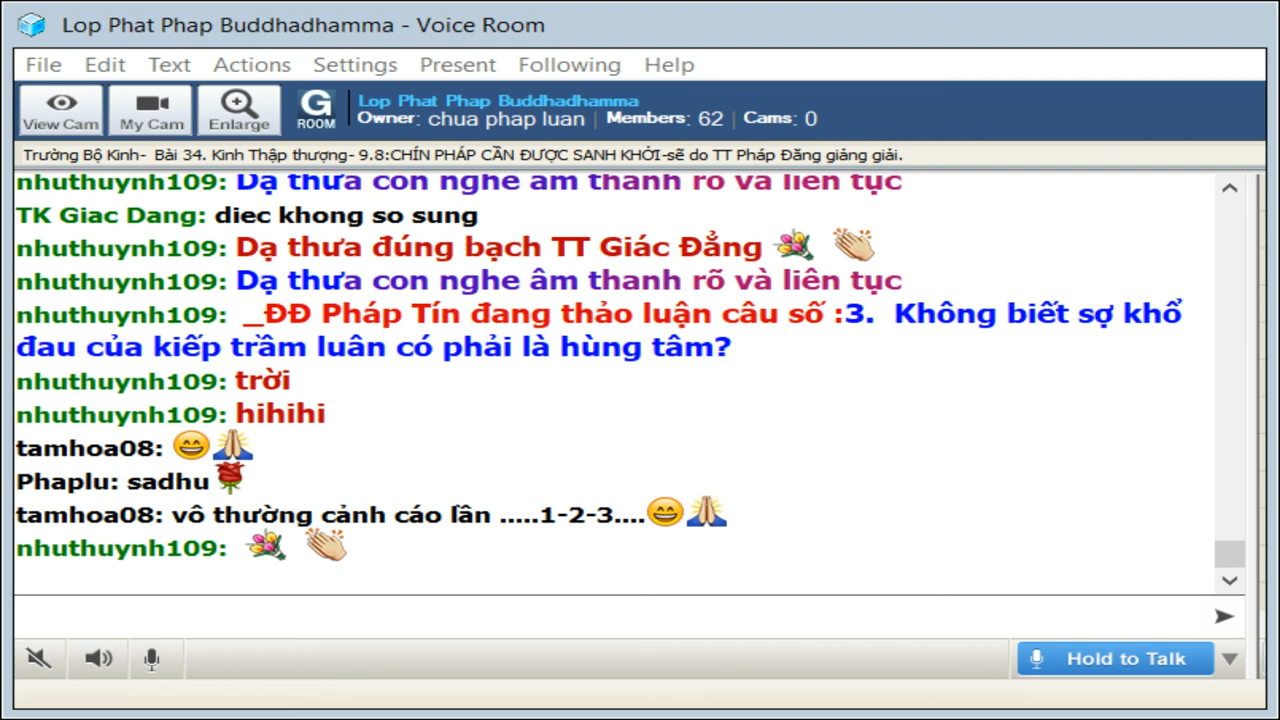 Lop Phat Phap Buddhadhamma - Voice Room
File Edit Text Actions Settings Present Following Help
View Cam My Cam Enlarge G ROOM
Lop Phat Phap Buddhadhamma
Owner: chua phap luan | Members: 62 | Cams: 0
Trường Bộ Kinh- Bài 34. Kinh Thập thượng- 9.8:CHÍN PHÁP CẦN ĐƯỢC SANH KHỞI-sẽ do TT Pháp Đăng giảng giải.
nhuthuynh109: Dạ thưa con nghe âm thanh rõ và liên tục
TK Giac Dang: diec khong so sung
nhuthuynh109: Dạ thưa đúng bạch TT Giác Đẳng
nhuthuynh109: Dạ thưa con nghe âm thanh rõ và liên tục
nhuthuynh109: _ĐĐ Pháp Tín đang thảo luận câu số :3. Không biết sợ khổ
đau của kiếp trầm luân có phải là hùng tâm?
nhuthuynh109: trời
nhuthuynh109: hihihi
tamhoa08: 😄🙏
Phaplu: sadhu🌹
tamhoa08: vô thường cảnh cáo lần .....1-2-3....😄🙏
nhuthuynh109: 💐 👏
Hold to Talk